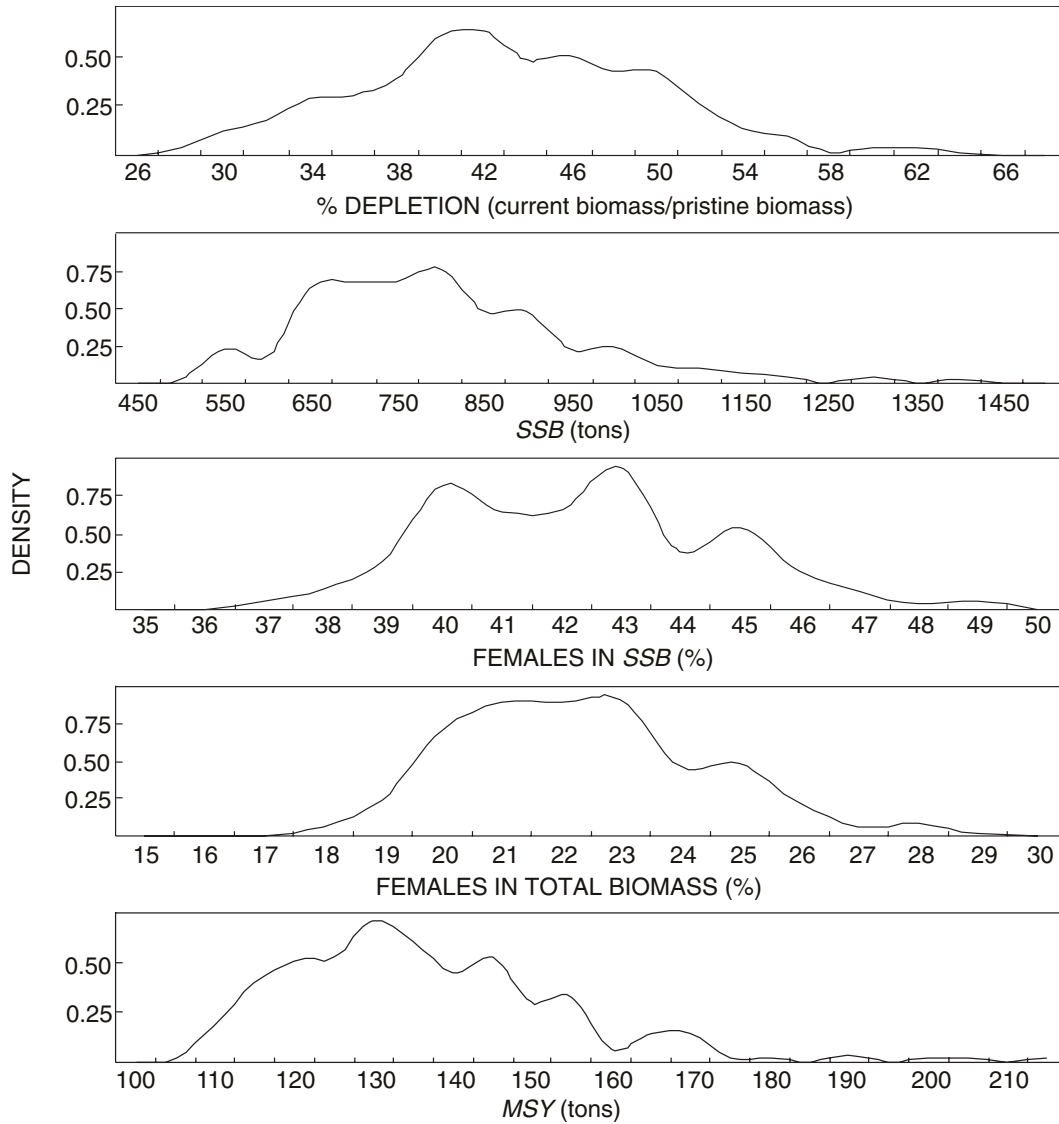 0.50
0.25
26 30 34 38 42 46 50 54 58 62 66
% DEPLETION (current biomass/pristine biomass)
0.75
0.50
0.25
450 550 650 750 850 950 1050 1150 1250 1350 1450
SSB (tons)
DENSITY
0.75
0.50
0.25
35 36 37 38 39 40 41 42 43 44 45 46 47 48 49 50
FEMALES IN SSB (%)
0.75
0.50
0.25
15 16 17 18 19 20 21 22 23 24 25 26 27 28 29 30
FEMALES IN TOTAL BIOMASS (%)
0.50
0.25
100 110 120 130 140 150 160 170 180 190 200 210
MSY (tons)